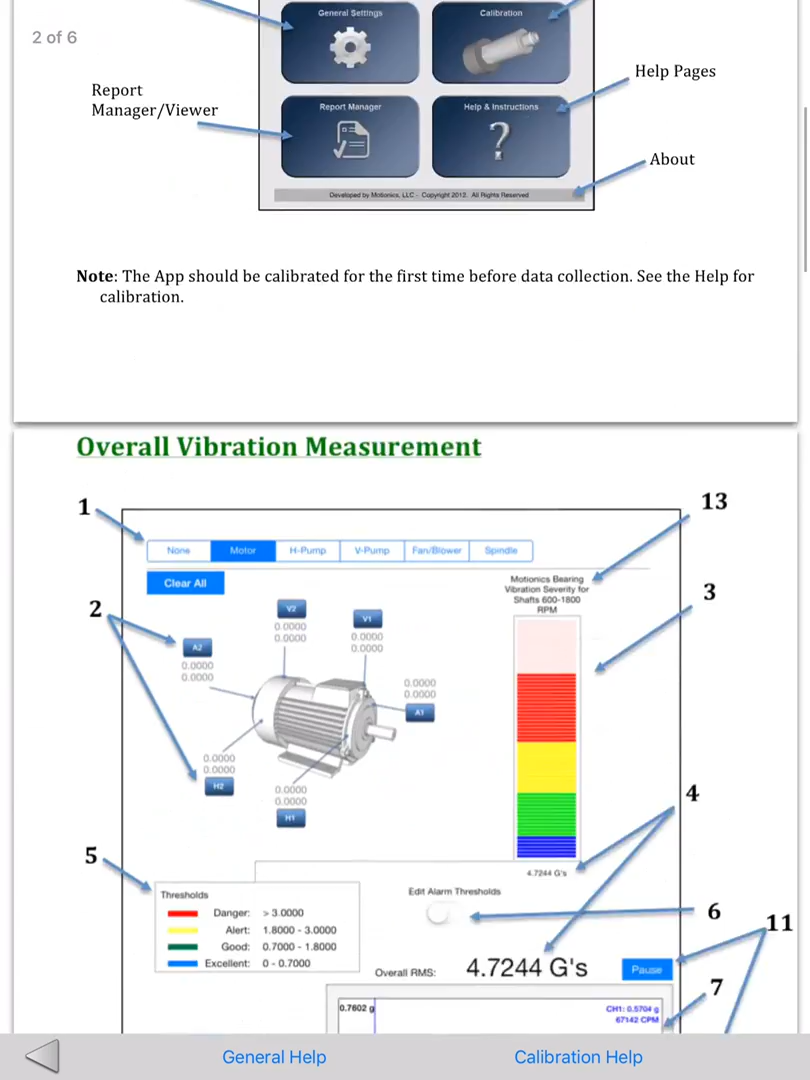 General Settings
Calibration
2 of 6
Help Pages
Report
Manager/Viewer
Report Manager
Help & Instructions
About
Developed by Motionics, LLC - Copyright 2012. All Rights Reserved
Note: The App should be calibrated for the first time before data collection. See the Help for
calibration.
Overall Vibration Measurement
1
13
None
Motor
H-Pump
V-Pump
Fan/Blower
Spindle
Clear All
Motionics Bearing
Vibration Severity for
Shafts 600-1800
RPM
2
3
V2
0.0000
0.0000
V1
0.0000
0.0000
A2
0.0000
0.0000
0.0000
0.0000
A1
0.0000
0.0000
H2
0.0000
0.0000
H1
4
5
4.7244 G's
Thresholds
Danger: > 3.0000
Alert: 1.8000 - 3.0000
Good: 0.7000 - 1.8000
Excellent: 0 - 0.7000
Edit Alarm Thresholds
6
11
Overall RMS: 4.7244 G's
Pause
7
0.7602 g
CH1: 0.5704 g
67142 CPM
General Help
Calibration Help